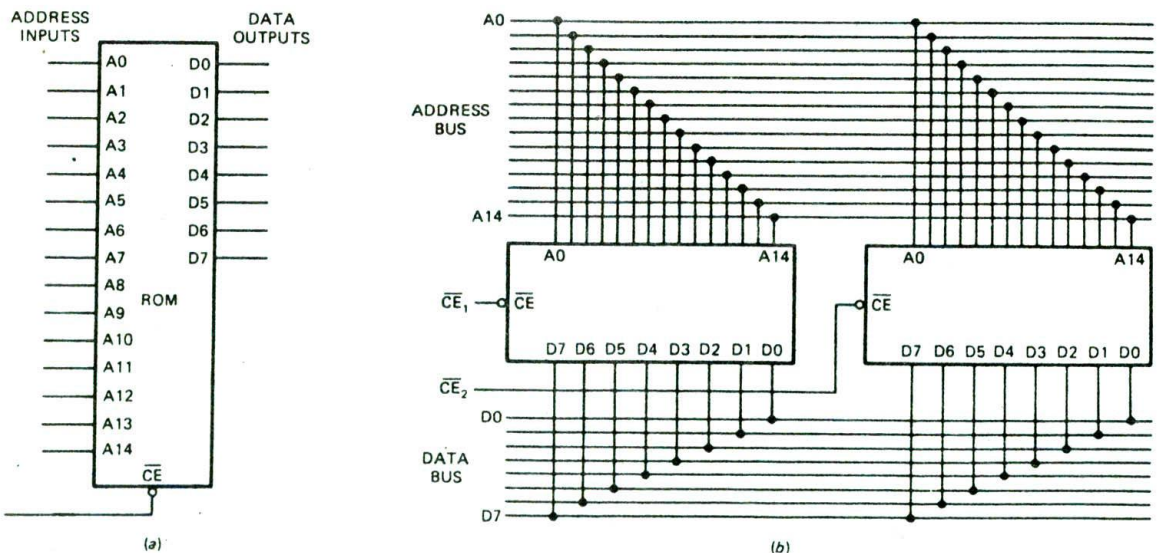 ADDRESS
INPUTS
DATA
OUTPUTS
A0 D0
A1 D1
A2 D2
A3 D3
A4 D4
A5 D5
A6 D6
A7 D7
A8
ROM
A9
A10
A11
A12
A13
A14
CE
(a)
A0
ADDRESS
BUS
A14
A0 A14
A0 A14
CE1 CE
CE
D7 D6 D5 D4 D3 D2 D1 D0
D7 D6 D5 D4 D3 D2 D1 D0
CE2
D0
DATA
BUS
D7
(b)